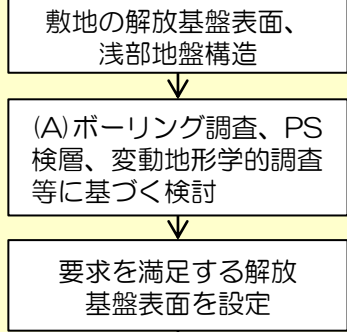 敷地の解放基盤表面、
浅部地盤構造
(A)ボーリング調査、PS
検層、変動地形学的調査
等に基づく検討
要求を満足する解放
基盤表面を設定